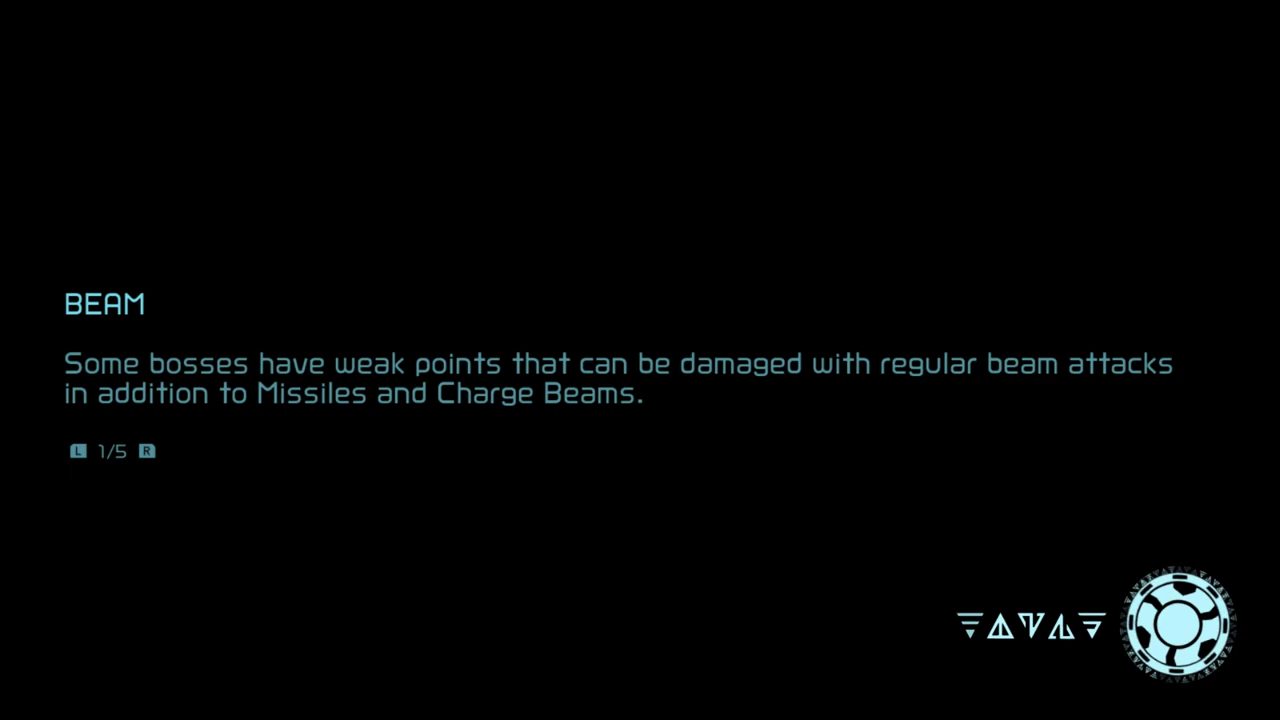 BEAM
Some bosses have weak points that can be damaged with regular beam attacks
in addition to Missiles and Charge Beams.
L 1/5 R